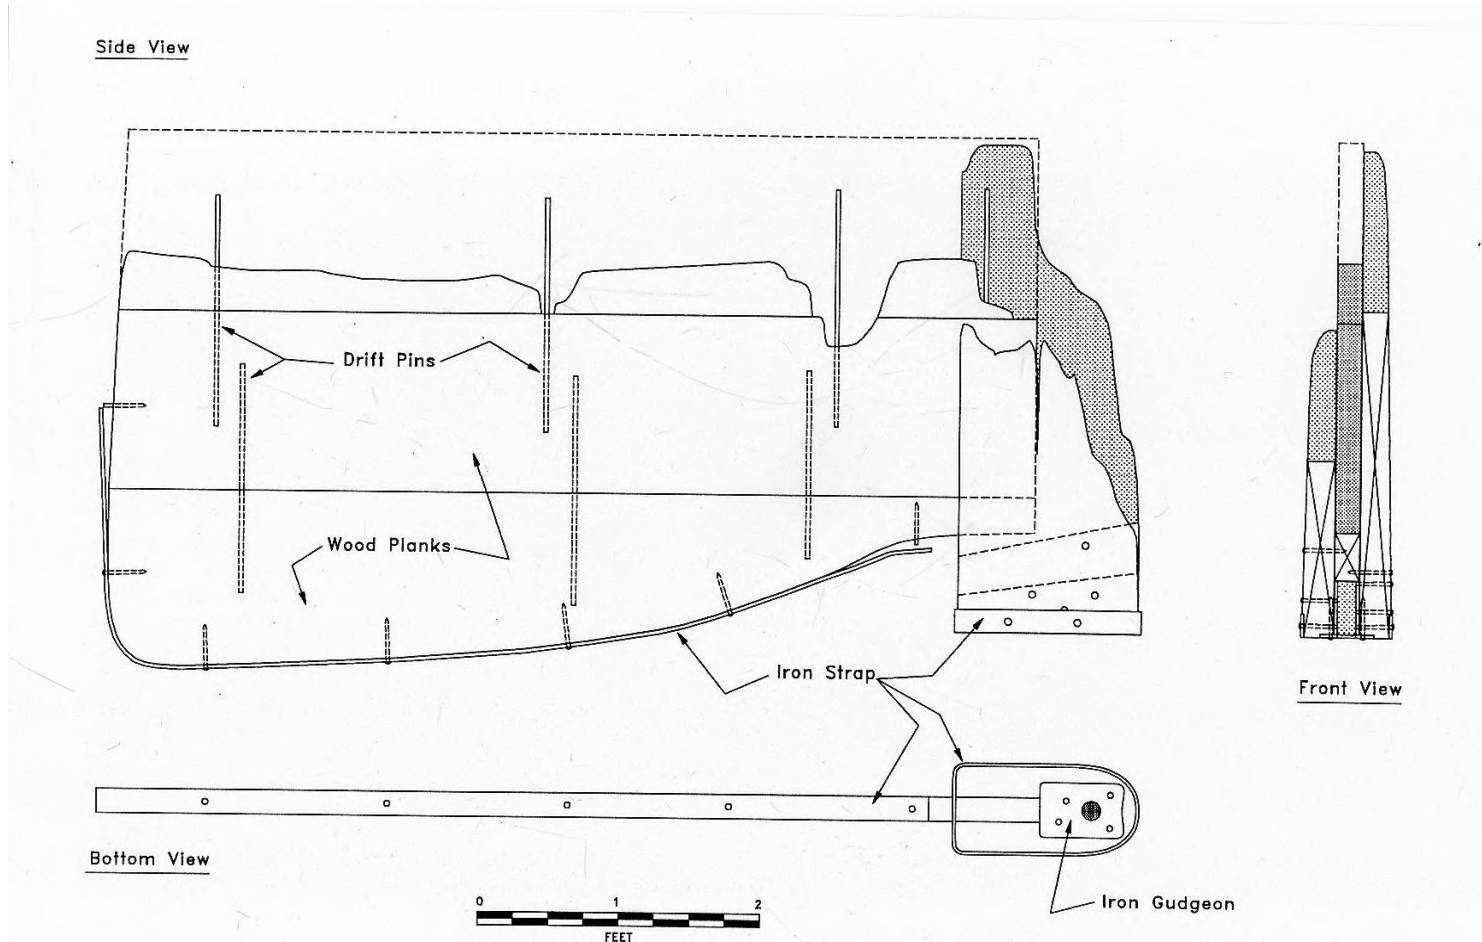 Side View
Drift Pins
Wood Planks
Iron Strap
Front View
Bottom View
Iron Gudgeon
0 1 2
FEET